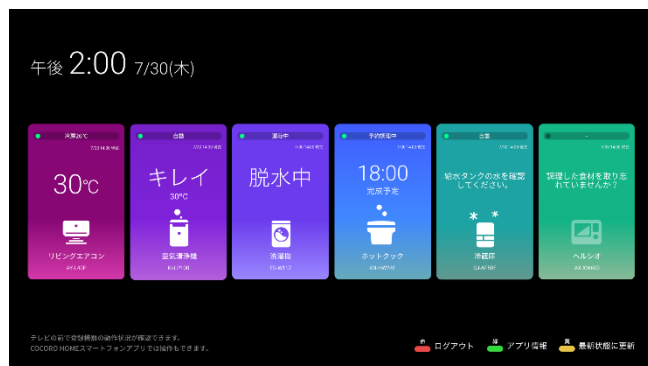 午後 2:00 7/30(木)
30℃
リビングエアコン
自動
キレイ
30℃
空気清浄機
運転中
脱水中
洗濯機
予約調理中
18:00
完成予定
ホットクック
自動
給水タンクの水を確認
してください。
冷蔵庫
調理した食材を取り忘
れていませんか？
ヘルシオ
テレビの前で登録機器の動作状況が確認できます。
COCORO HOMEスマートフォンアプリでは操作もできます。
赤 ログアウト 緑 アプリ情報 黄 最新状態に更新